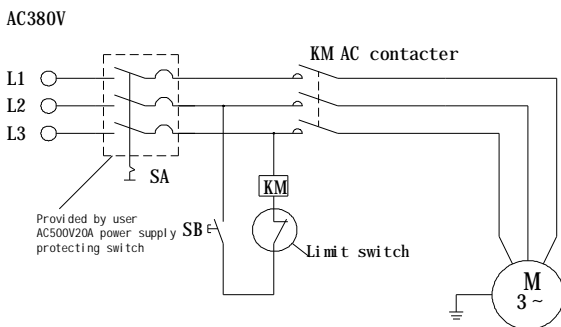 AC380V
KM AC contacter
L1
L2
L3
SA
KM
Provided by user
AC500V20A power supply
protecting switch
SB
Limit switch
M
3 ~